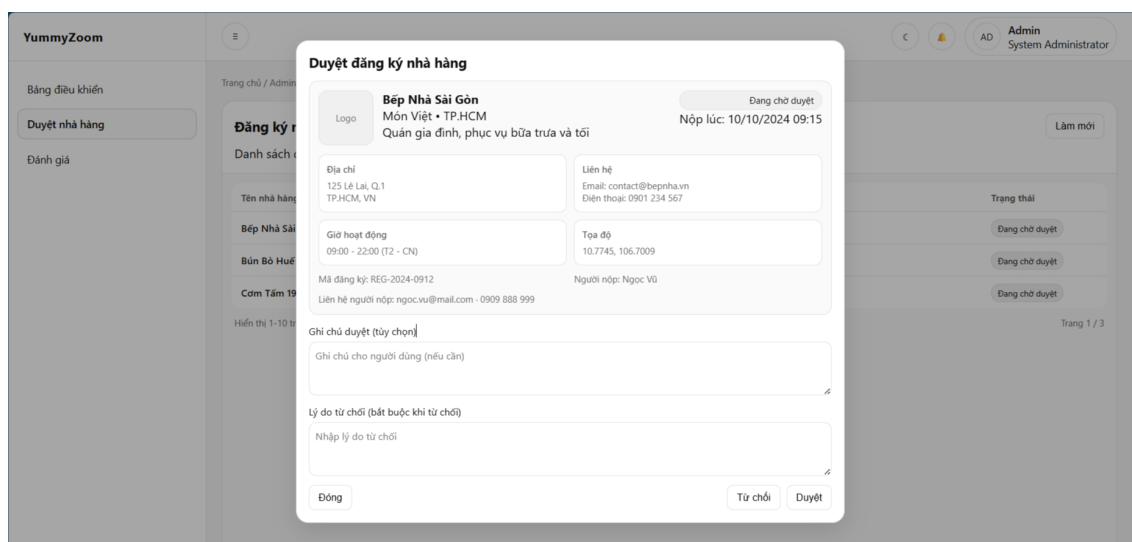 YummyZoom
Admin
AD
System Administrator
Bảng điều khiển
Duyệt nhà hàng
Đánh giá
Trang chủ / Admin
Đăng ký n
Làm mới
Danh sách
Tên nhà hàng
Trạng thái
Bếp Nhà Sài
Đang chờ duyệt
Bún Bò Huế
Đang chờ duyệt
Cơm Tấm 19
Đang chờ duyệt
Hiển thị 1-10 tr
Trang 1 / 3
Duyệt đăng ký nhà hàng
Logo
Bếp Nhà Sài Gòn
Món Việt • TP.HCM
Quán gia đình, phục vụ bữa trưa và tối
Đang chờ duyệt
Nộp lúc: 10/10/2024 09:15
Địa chỉ
125 Lê Lai, Q.1
TP.HCM, VN
Liên hệ
Email: contact@bepnha.vn
Điện thoại: 0901 234 567
Giờ hoạt động
09:00 - 22:00 (T2 - CN)
Tọa độ
10.7745, 106.7009
Mã đăng ký: REG-2024-0912
Người nộp: Ngọc Vũ
Liên hệ người nộp: ngoc.vu@mail.com · 0909 888 999
Ghi chú duyệt (tùy chọn)
Ghi chú cho người dùng (nếu cần)
Lý do từ chối (bắt buộc khi từ chối)
Nhập lý do từ chối
Đóng
Từ chối
Duyệt